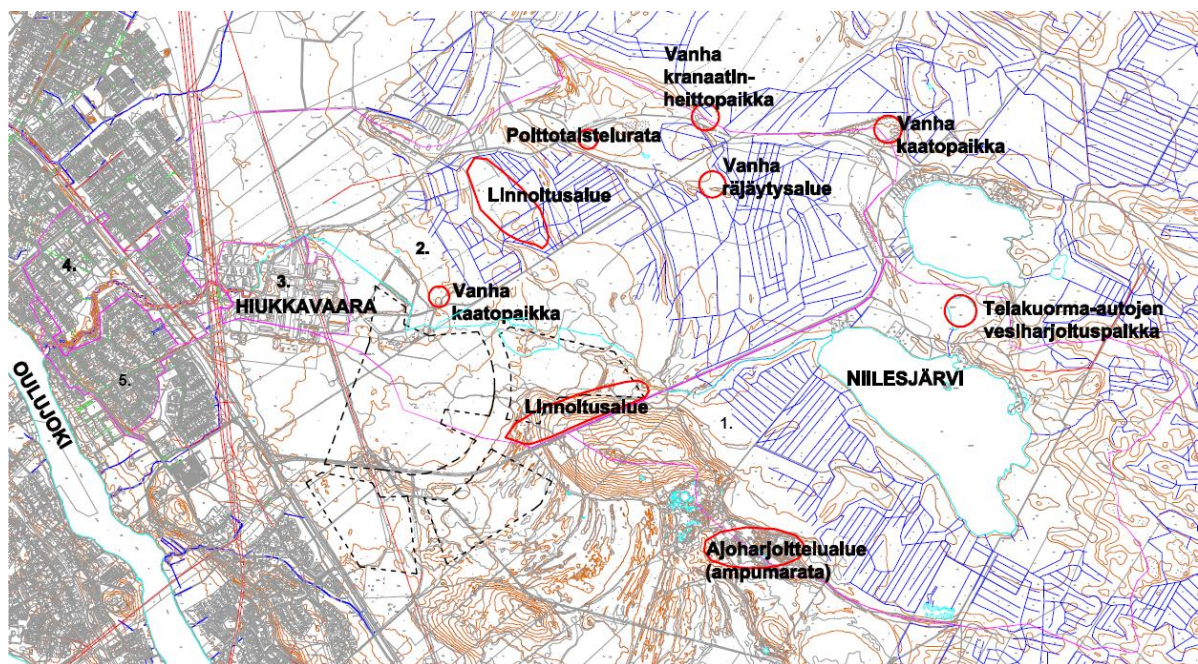 Vanha
kranaatin-
heittopaikka
Polttotaistelurata
Vanha
kaatopaikka
Vanha
räjäytysalue
Linnoitusalue
4.
2.
3.
HIUKKAVAARA
Vanha
kaatopaikka
Telakuorma-autojen
vesiharjoituspaikka
5.
OULUJOKI
NIILESJÄRVI
Linnoitusalue
1.
Ajoharjoittelualue
(ampumarata)